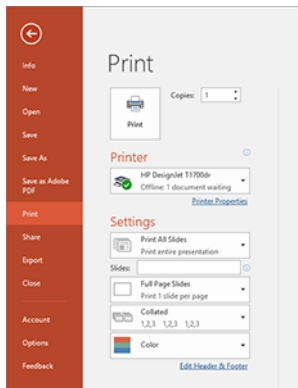 Info
New
Open
Save
Save As
Save as Adobe
PDF
Print
Share
Export
Close
Account
Options
Feedback
Print
Copies: 1
Print
Printer
HP DesignJet T1700dr
Offline: 1 document waiting
Printer Properties
Settings
Print All Slides
Print entire presentation
Slides:
Full Page Slides
Print 1 slide per page
Collated
1,2,3 1,2,3 1,2,3
Color
Edit Header & Footer